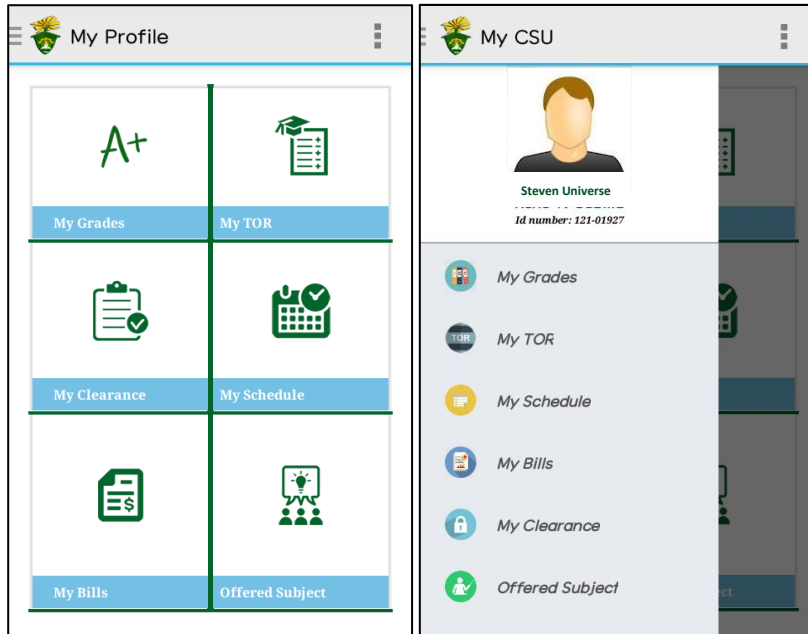 My Profile
A+
My Grades
My TOR
My Clearance
My Schedule
$
My Bills
Offered Subject
My CSU
Steven Universe
Id number: 121-01927
My Grades
TOR
My TOR
My Schedule
My Bills
My Clearance
Offered Subject